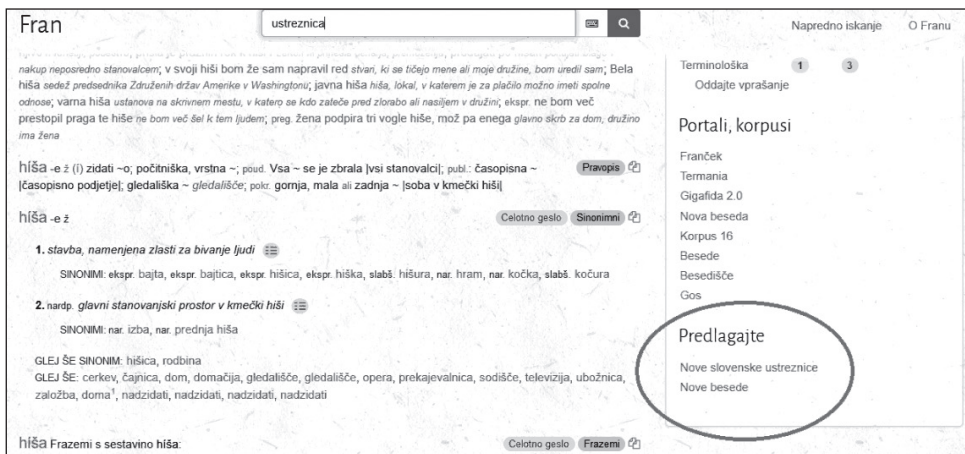 Fran
ustreznica
Napredno iskanje
O Franu
nakup neposredno stanovalcem; v svoji hiši bom že sam napravil red stvari, ki se tičejo mene ali moje družine, bom uredil sam; Bela
hiša sedež predsednika Združenih držav Amerike v Washingtonu; javna hiša hiša, lokal, v katerem je za plačilo možno imeti spolne
odnose; varna hiša ustanova na skrivnem mestu, v katero se kdo zateče pred zlorabo ali nasiljem v družini; ekspr. ne bom več
prestopil praga te hiše ne bom več šel k tem ljudem; preg. žena podpira tri vogle hiše, mož pa enega glavno skrb za dom, družino
ima žena
híša -e ž (í) zidati ~o; počitniška, vrstna ~; poud. Vsa ~ se je zbrala |vsi stanovalci|; publ.: časopisna ~
|časopisno podjetje|; gledališka ~ gledališče; pokr. gornja, mala ali zadnja ~ |soba v kmečki hiši|
Pravopis
híša -e ž
Celotno geslo
Sinonimni
1. stavba, namenjena zlasti za bivanje ljudi
SINONIMI: ekspr. bajta, ekspr. bajtica, ekspr. hišica, ekspr. hiška, slabš. hišura, nar. hram, nar. kočka, slabš. kočura
2. nardp. glavni stanovanjski prostor v kmečki hiši
SINONIMI: nar. izba, nar. prednja hiša
GLEJ ŠE SINONIM: hišica, rodbina
GLEJ ŠE: cerkev, čajnica, dom, domačija, gledališče, gledališče, opera, prekajevalnica, sodišče, televizija, ubožnica,
založba, doma¹, nadzidati, nadzidati, nadzidati, nadzidati
híša Frazemi s sestavino híša:
Celotno geslo
Frazemi
Terminološka 1 3
Oddajte vprašanje
Portali, korpusi
Franček
Termania
Gigafida 2.0
Nova beseda
Korpus 16
Besede
Besedišče
Gos
Predlagajte
Nove slovenske ustreznice
Nove besede